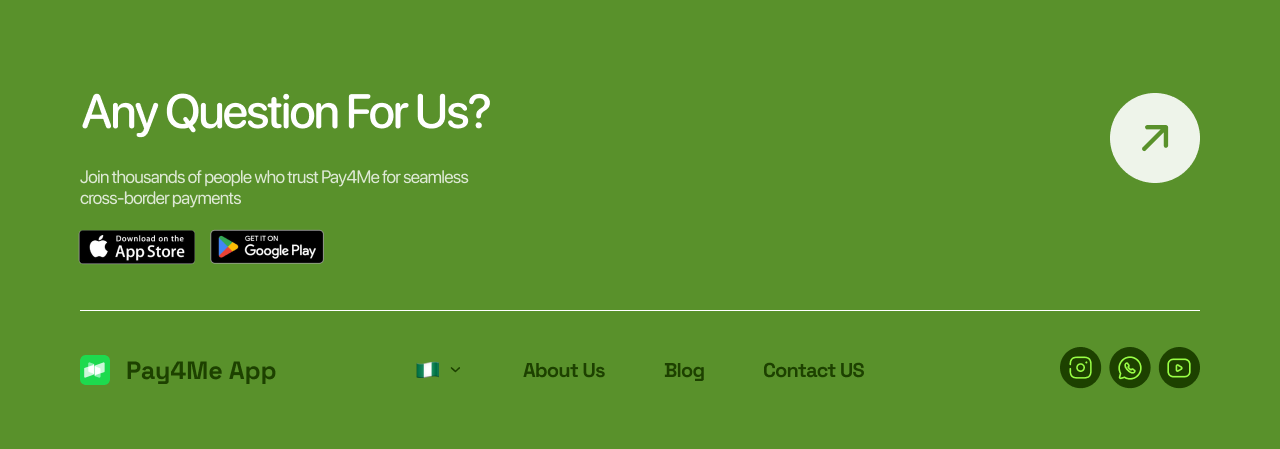 Any Question For Us?
Join thousands of people who trust Pay4Me for seamless
cross-border payments
Download on the
App Store
GET IT ON
Google Play
Pay4Me App
About Us
Blog
Contact US